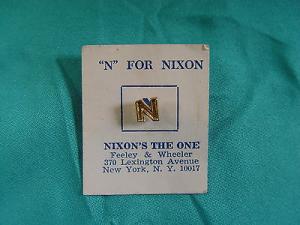 "N" FOR NIXON
N
NIXON'S THE ONE
Feeley & Wheeler
370 Lexington Avenue
New York, N. Y. 10017